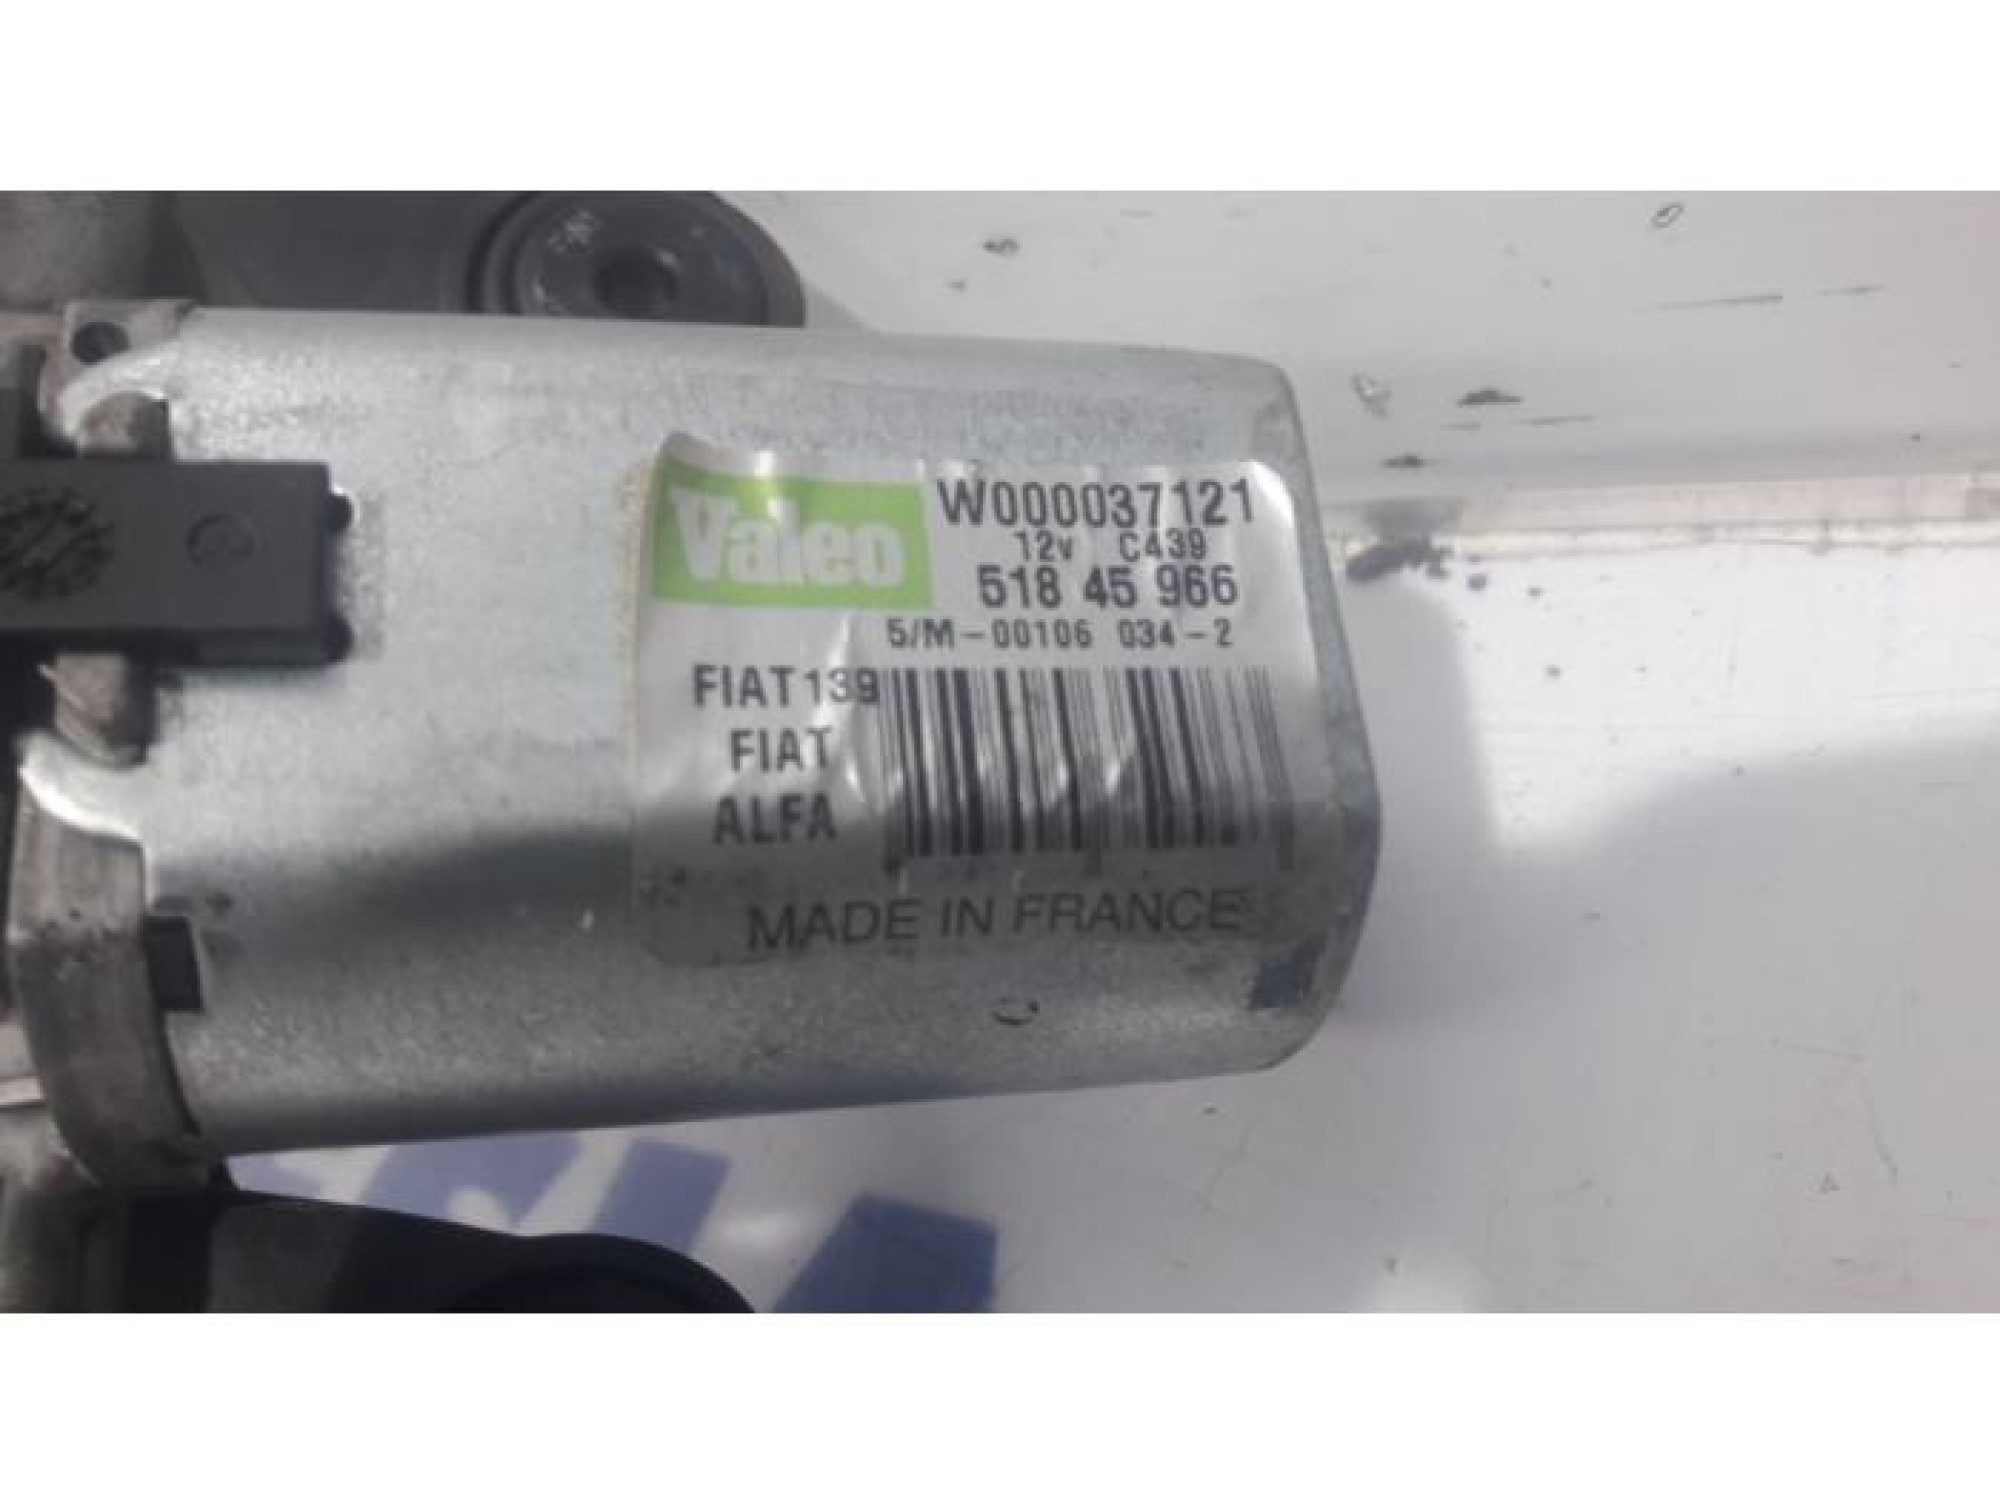 Valeo
W000037121
12v C439
518 45 966
5/M-00106 034-2
FIAT139
FIAT
ALFA
MADE IN FRANCE